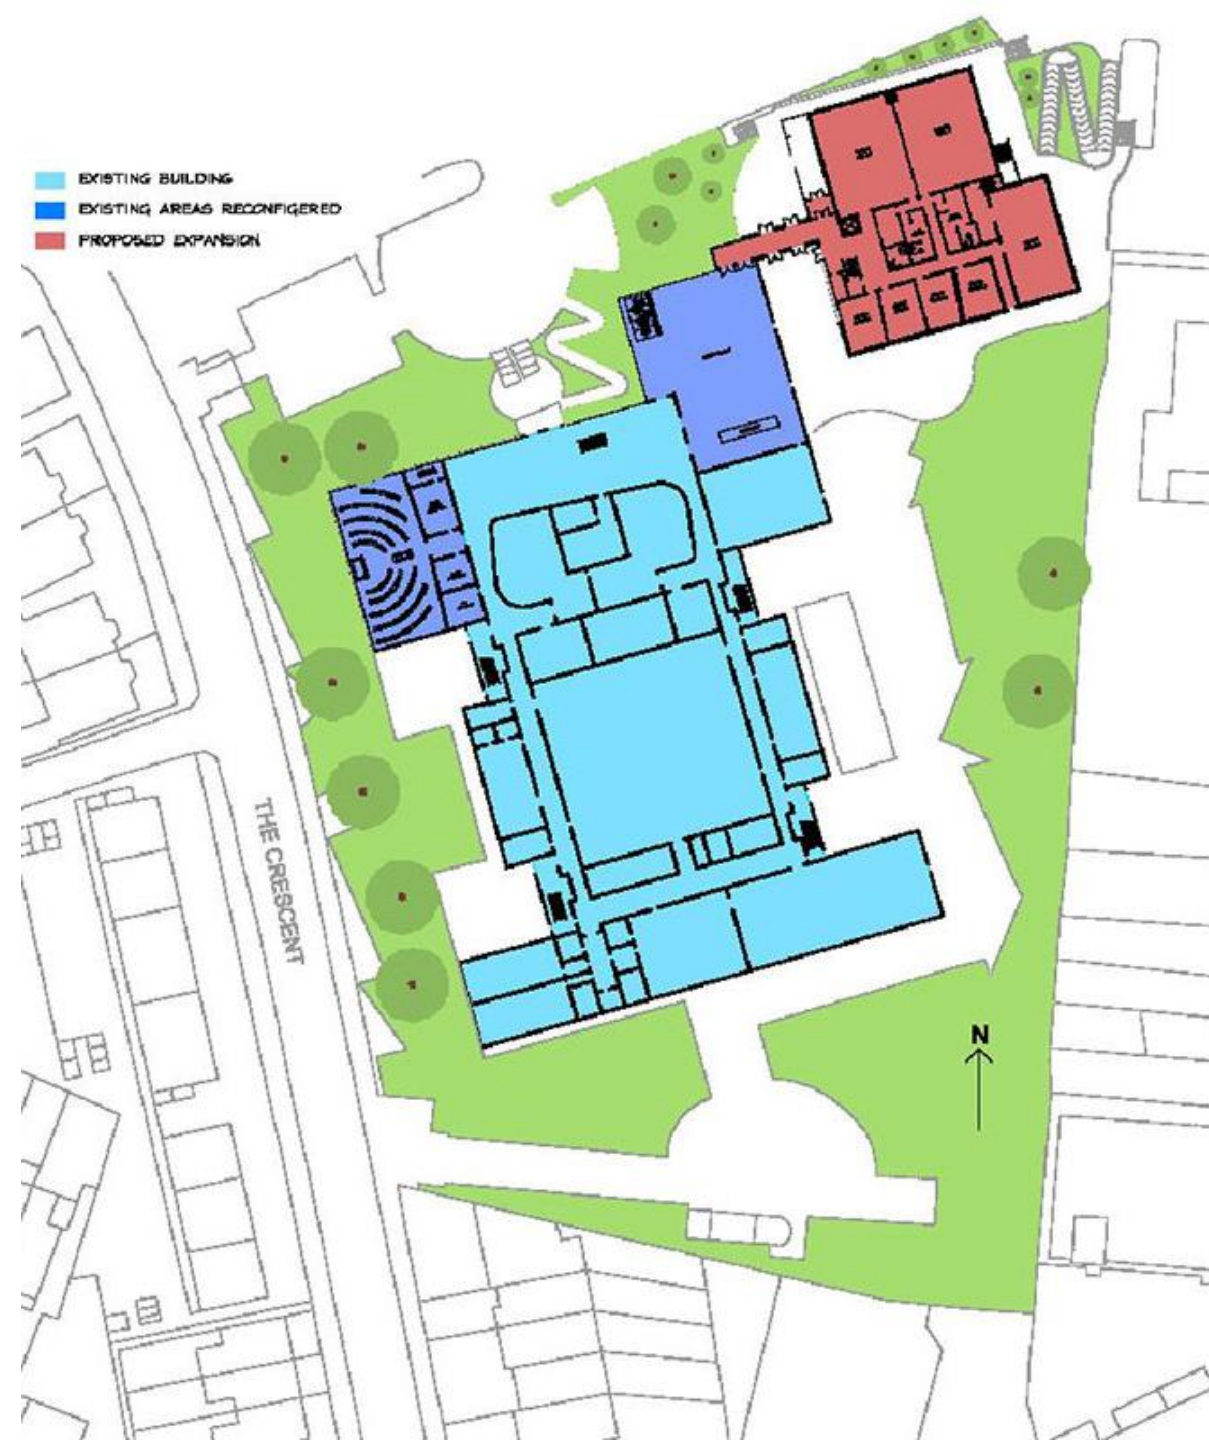 EXISTING BUILDING
EXISTING AREAS RECONFIGERED
PROPOSED EXPANSION
THE CRESCENT
N